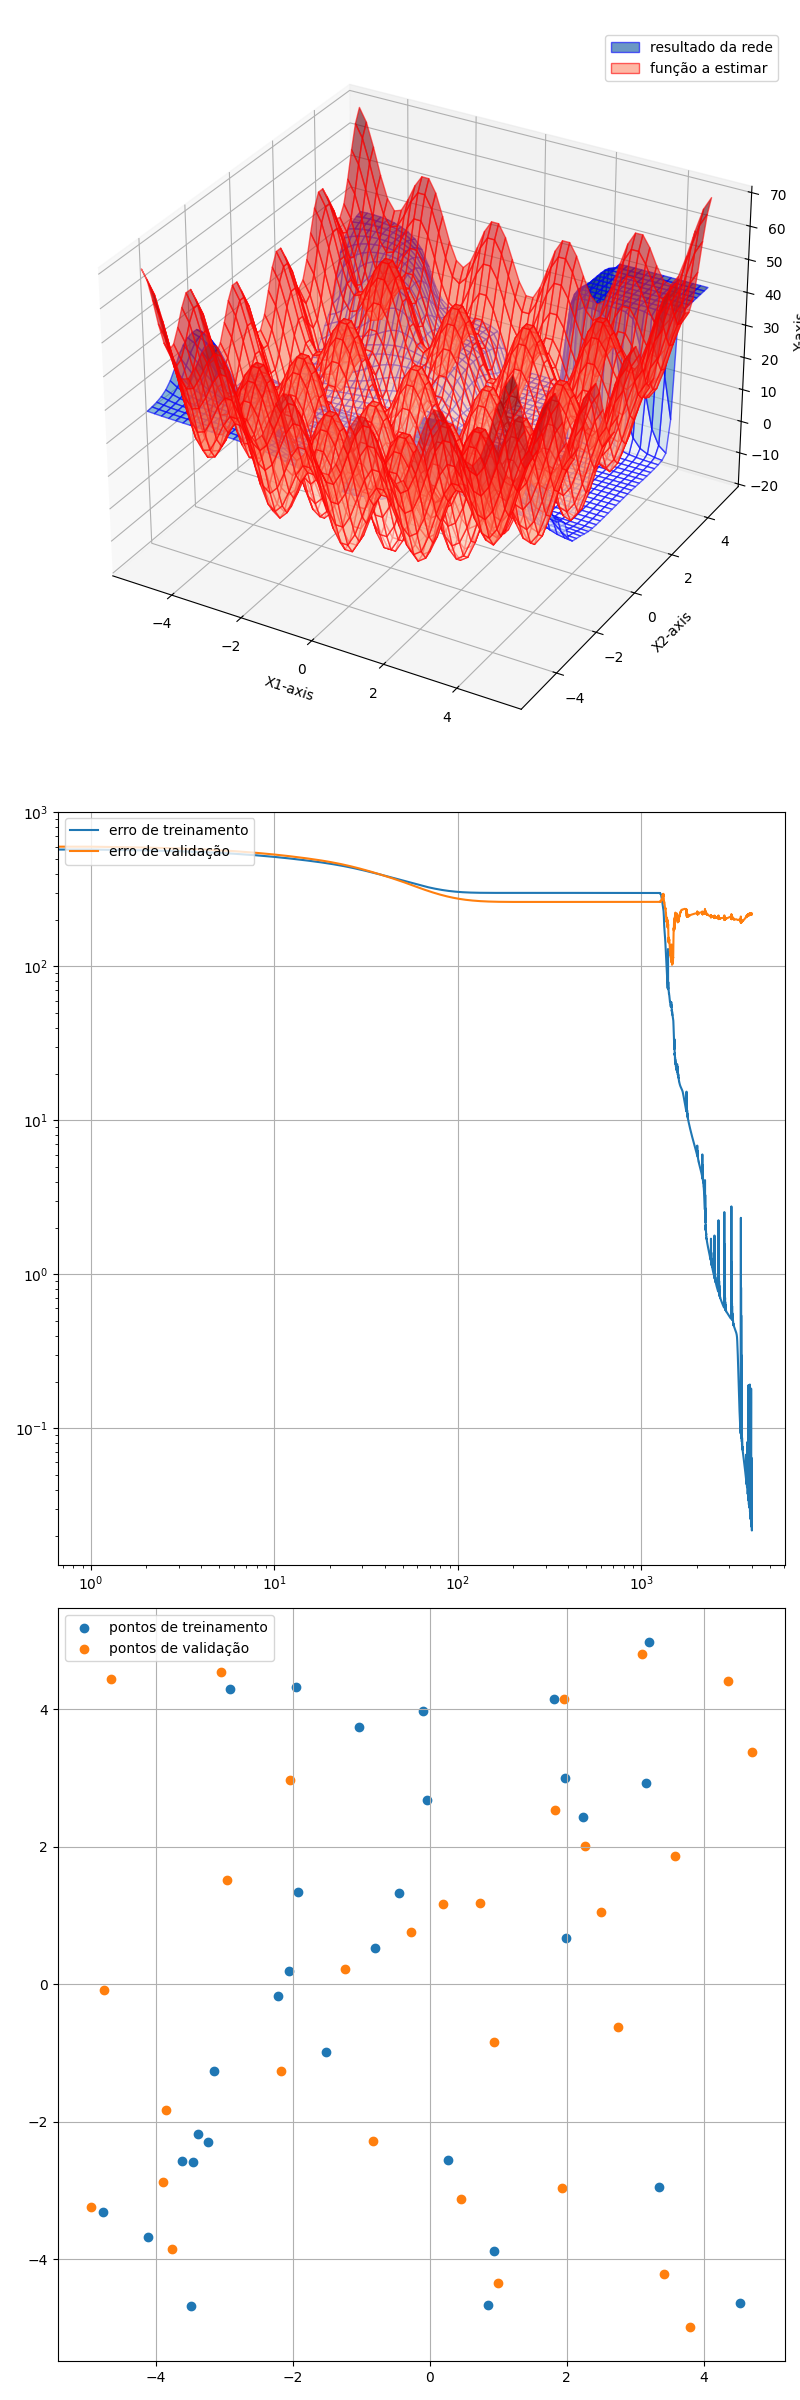 resultado da rede
função a estimar
70
60
50
40
30
20
10
0
−10
−20
−4
−2
0
2
4
X1-axis
−4
−2
0
2
4
X2-axis
Y-axis
erro de treinamento
erro de validação
10³
10²
10¹
10⁰
10⁻¹
10⁰ 10¹ 10² 10³
pontos de treinamento
pontos de validação
4
2
0
−2
−4
−4 −2 0 2 4